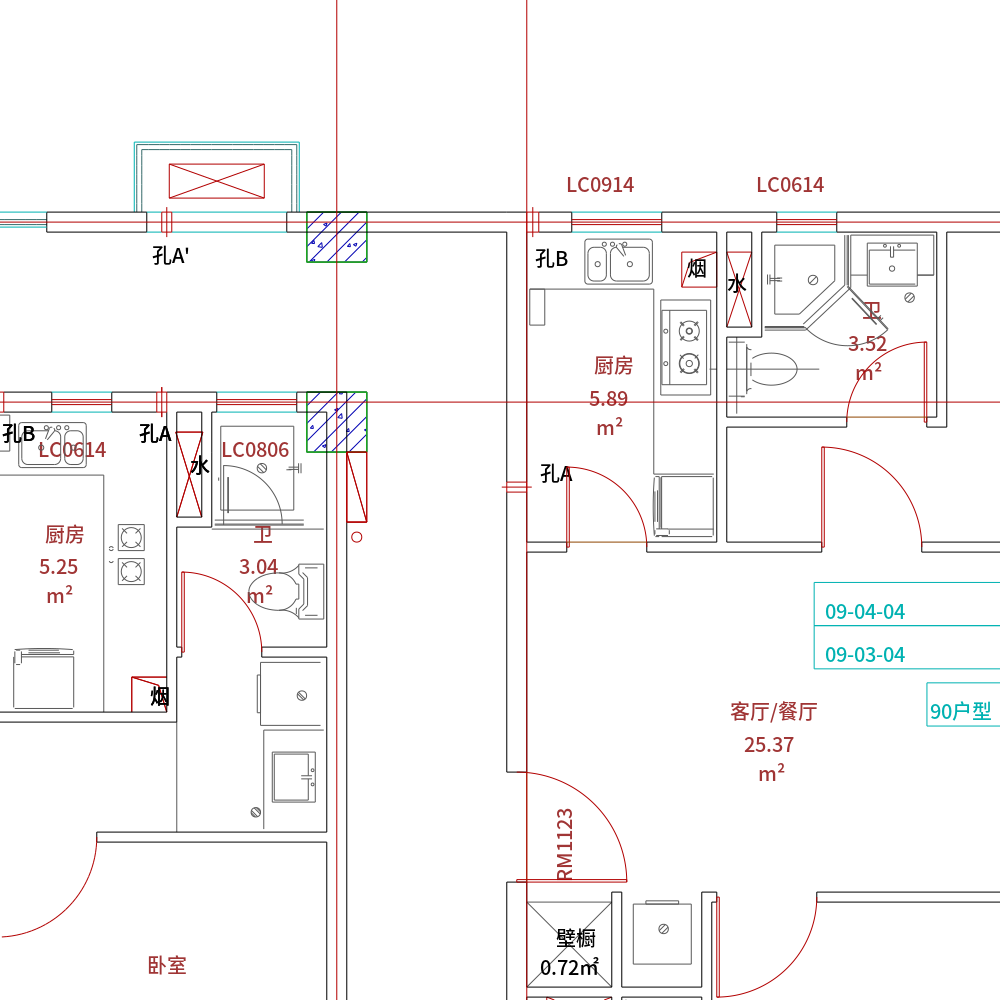 LC0914
LC0614
孔A'
孔B
烟
水
卫
3.52
m²
厨房
5.89
m²
孔B
LC0614
孔A
水
LC0806
孔A
厨房
5.25
m²
卫
3.04
m²
09-04-04
09-03-04
烟
客厅/餐厅
25.37
m²
90户型
RM1123
壁橱
0.72m²
卧室